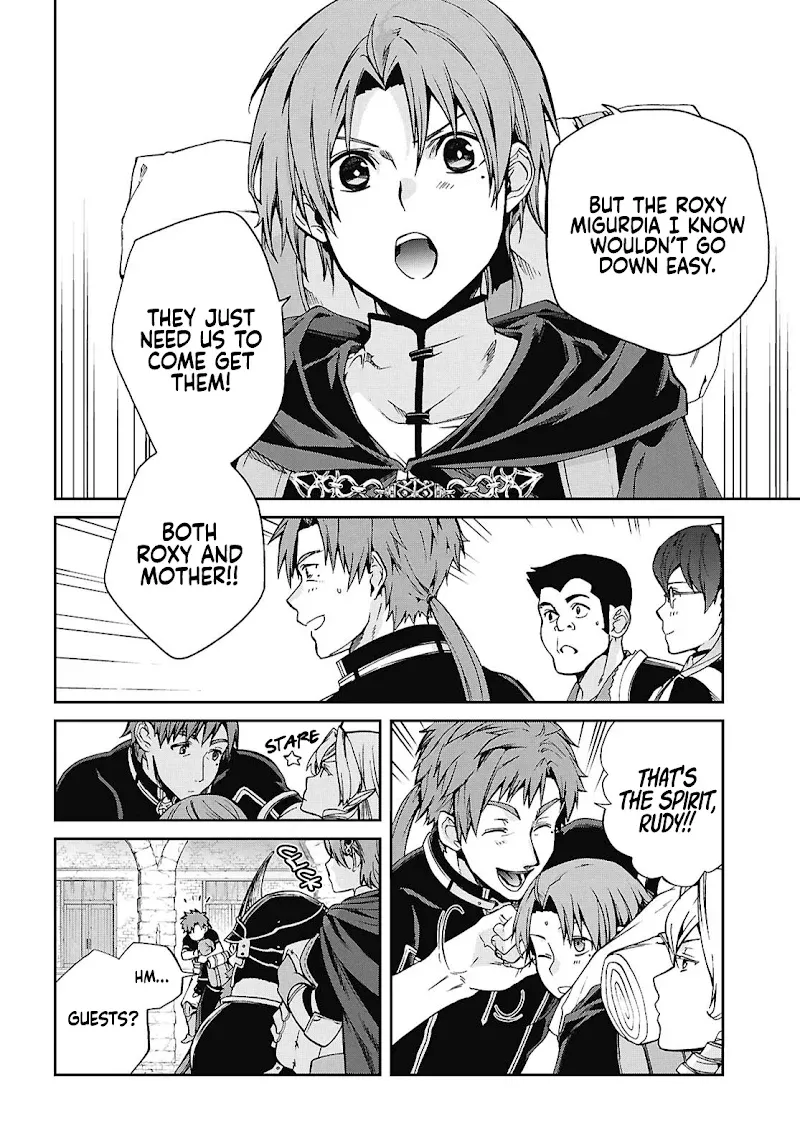 BUT THE ROXY
MIGURDIA I KNOW
WOULDN'T GO
DOWN EASY.
THEY JUST
NEED US TO
COME GET
THEM!
BOTH
ROXY AND
MOTHER!!
THAT'S
THE SPIRIT,
RUDY!!
STARE
CLICK
HM...
GUESTS?